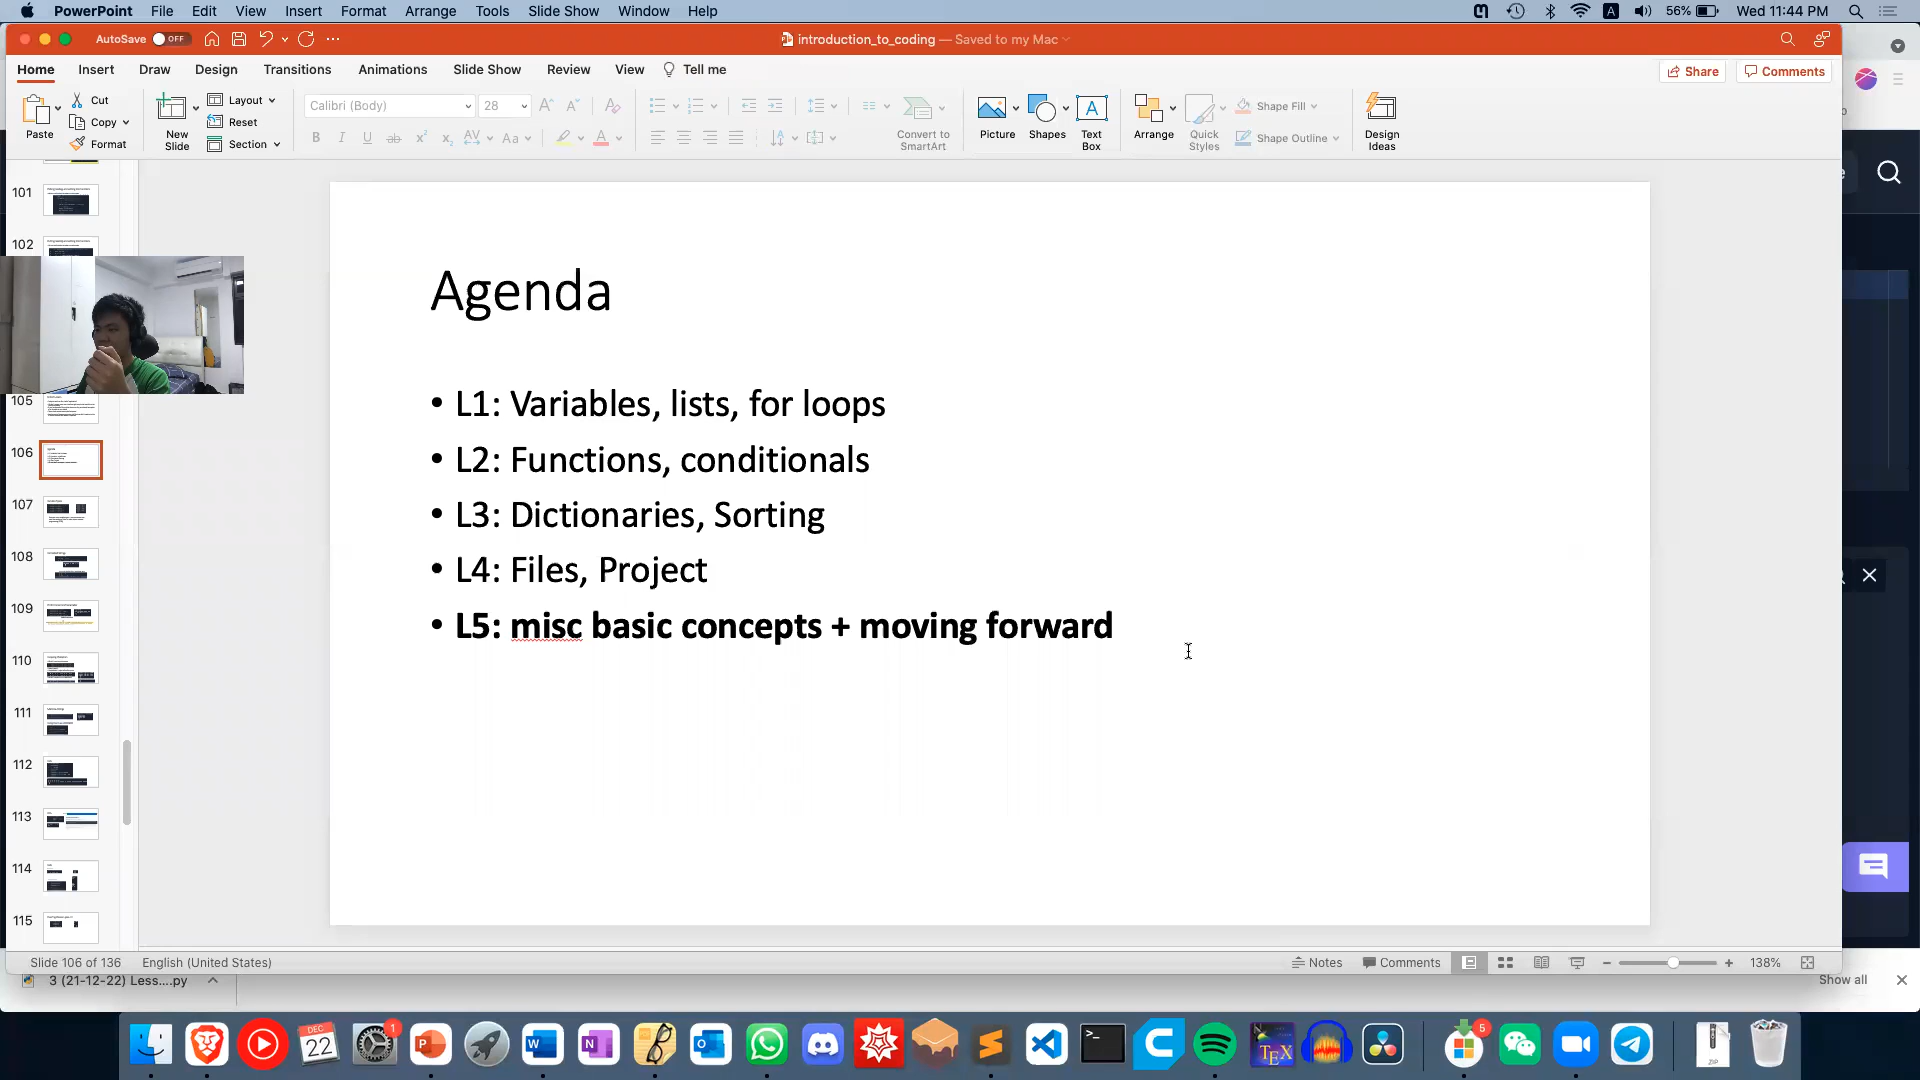 PowerPoint File Edit View Insert Format Arrange Tools Slide Show Window Help 56% Wed 11:44 PM
AutoSave OFF introduction_to_coding — Saved to my Mac
Home Insert Draw Design Transitions Animations Slide Show Review View Tell me Share Comments
Paste Cut Copy Format
New Slide Layout Reset Section
Calibri (Body) 28
Convert to SmartArt
Picture Shapes Text Box Arrange Quick Styles Shape Fill Shape Outline Design Ideas
101
102
105
106
107
108
109
110
111
112
113
114
115
Agenda
• L1: Variables, lists, for loops
• L2: Functions, conditionals
• L3: Dictionaries, Sorting
• L4: Files, Project
• L5: misc basic concepts + moving forward
Slide 106 of 136 English (United States) Notes Comments 138%
3 (21-12-22) Less....py Show all
DEC 22
1
5
TEX
ZIP